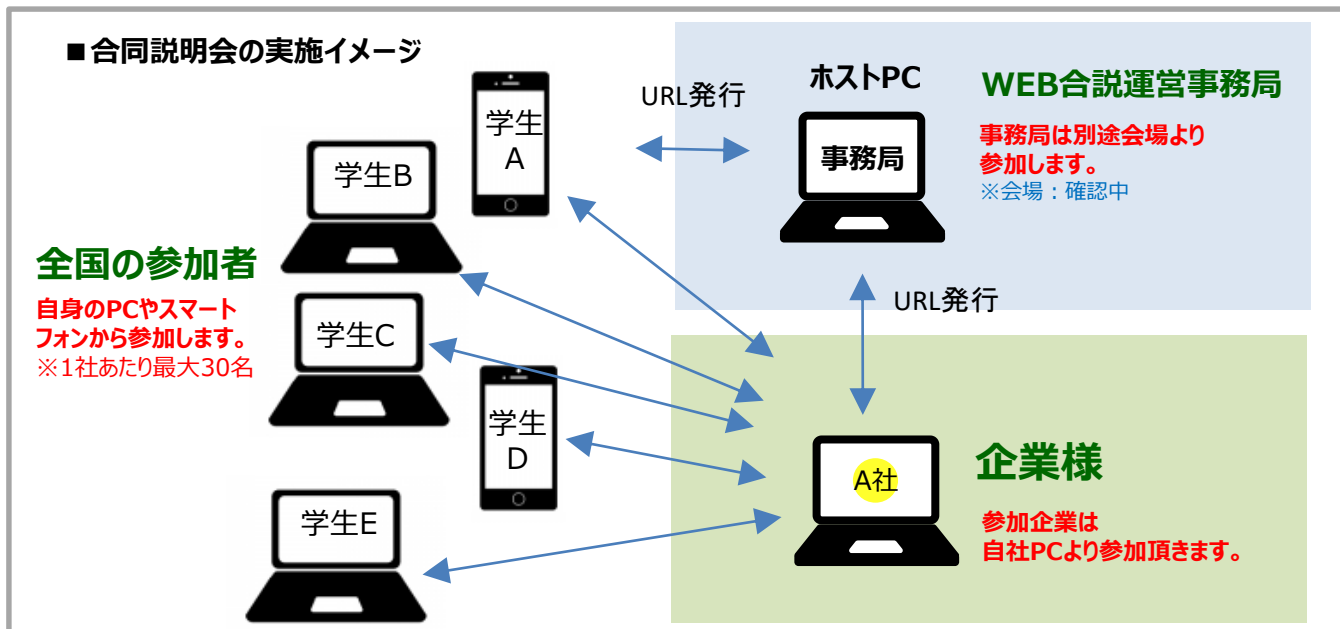 ■合同説明会の実施イメージ
学生
A
学生B
全国の参加者
自身のPCやスマート
フォンから参加します。
※1社あたり最大30名
学生C
学生
D
学生E
URL発行
ホストPC
事務局
WEB合説運営事務局
事務局は別途会場より
参加します。
※会場：確認中
URL発行
A社
企業様
参加企業は
自社PCより参加頂きます。